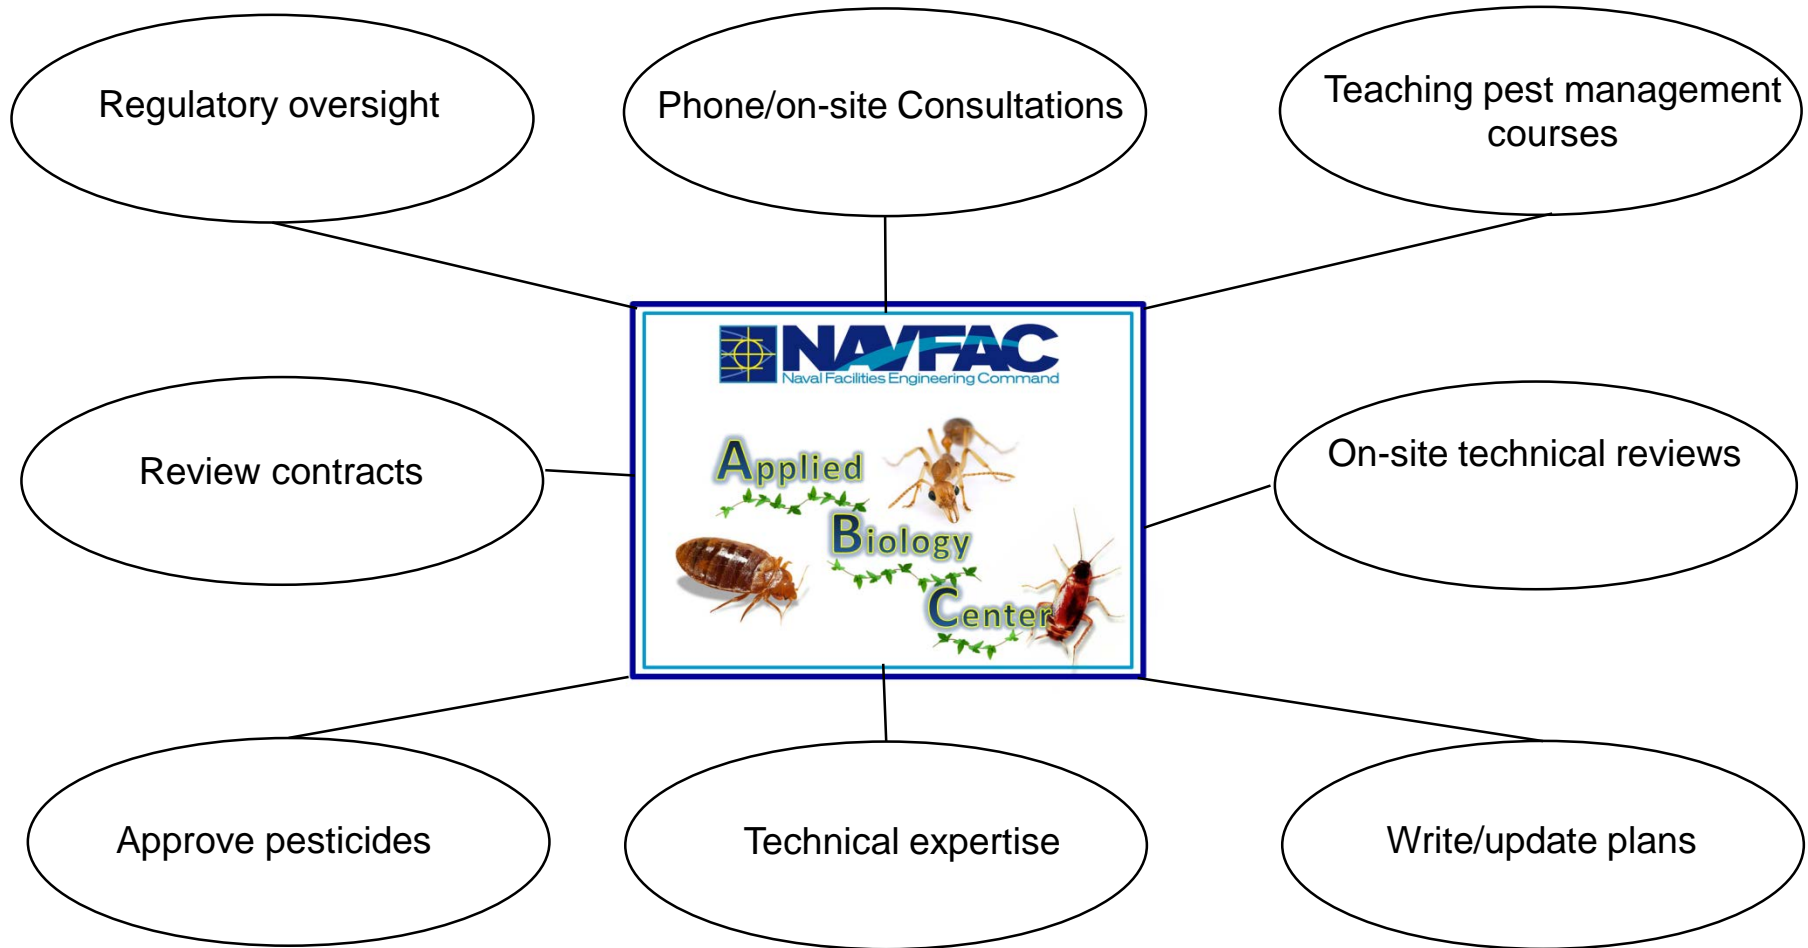 Regulatory oversight
Phone/on-site Consultations
Teaching pest management
courses
NAVFAC
Naval Facilities Engineering Command
Applied
Biology
Center
Review contracts
On-site technical reviews
Approve pesticides
Technical expertise
Write/update plans